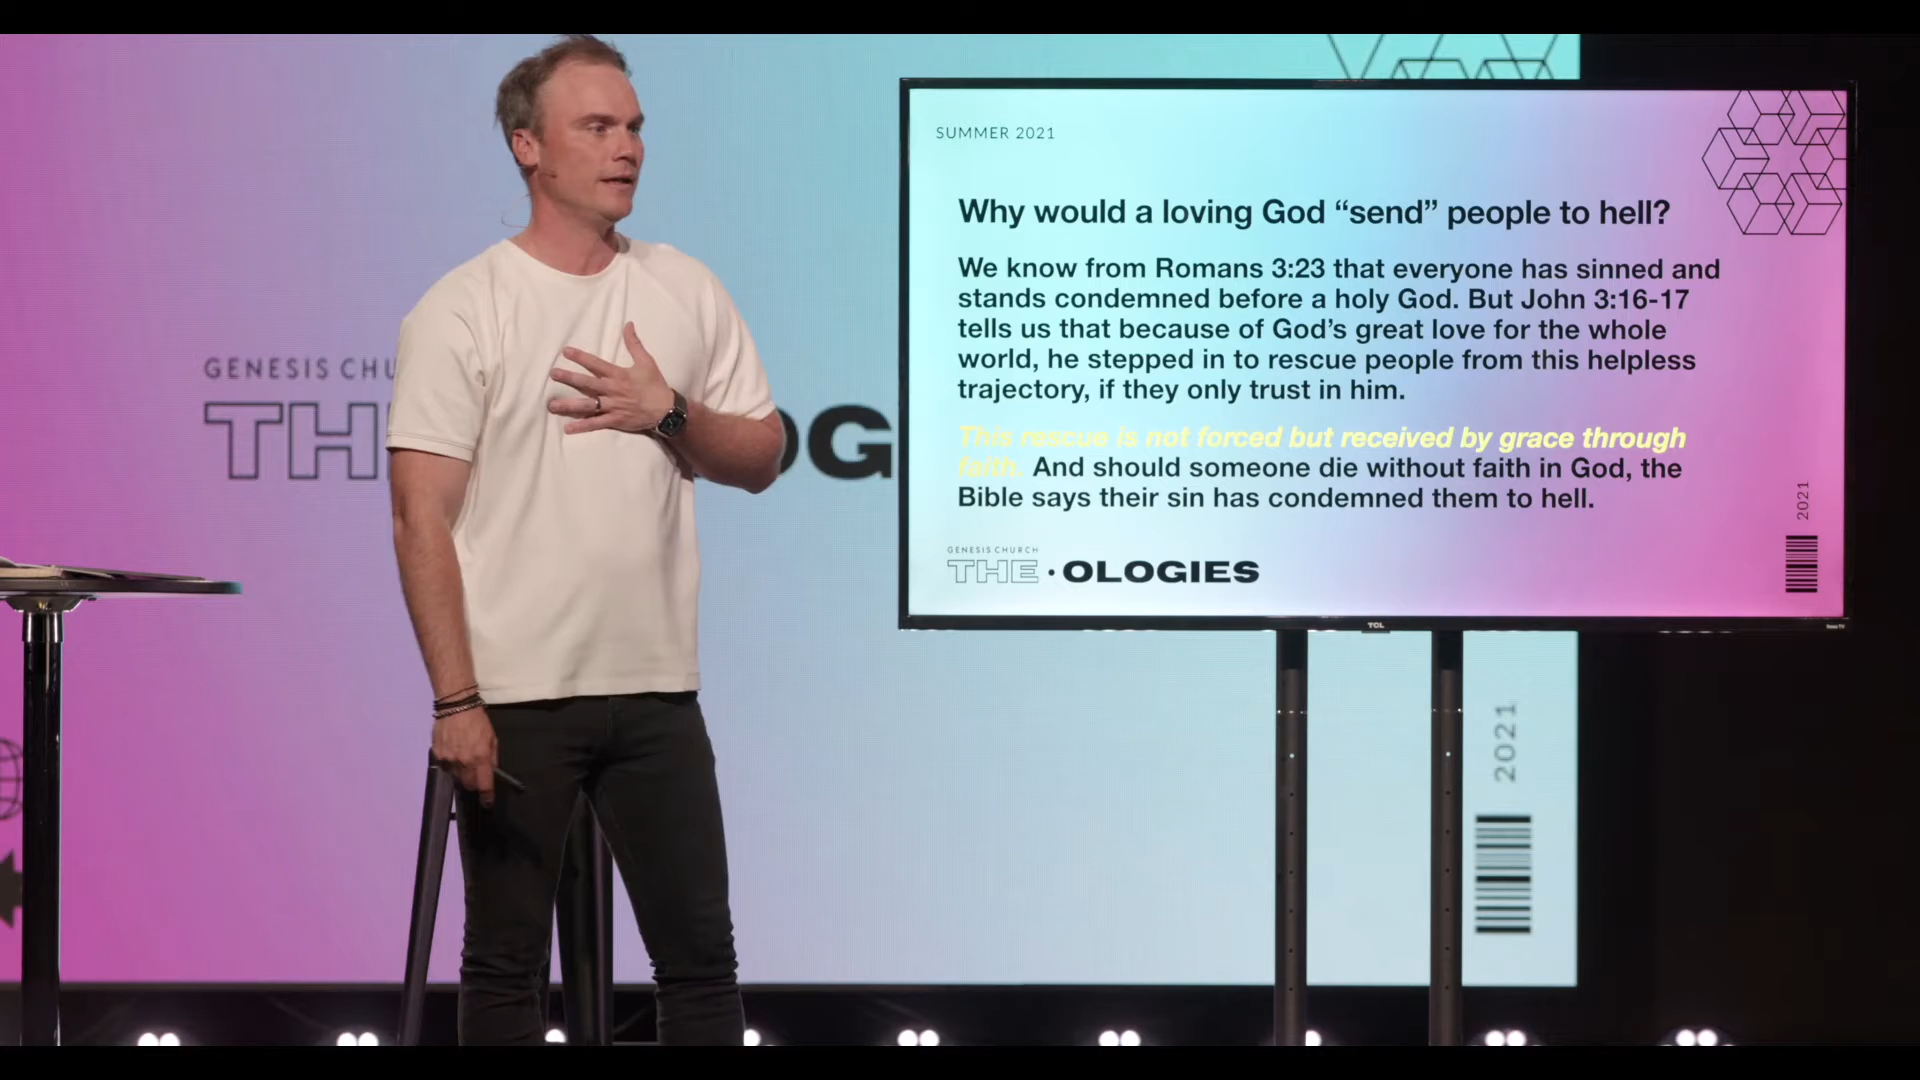 GENESIS CHU
TH
OG
SUMMER 2021
Why would a loving God “send” people to hell?
We know from Romans 3:23 that everyone has sinned and
stands condemned before a holy God. But John 3:16-17
tells us that because of God’s great love for the whole
world, he stepped in to rescue people from this helpless
trajectory, if they only trust in him.
This rescue is not forced but received by grace through
faith. And should someone die without faith in God, the
Bible says their sin has condemned them to hell.
2021
GENESIS CHURCH
THE • OLOGIES
TCL
2021